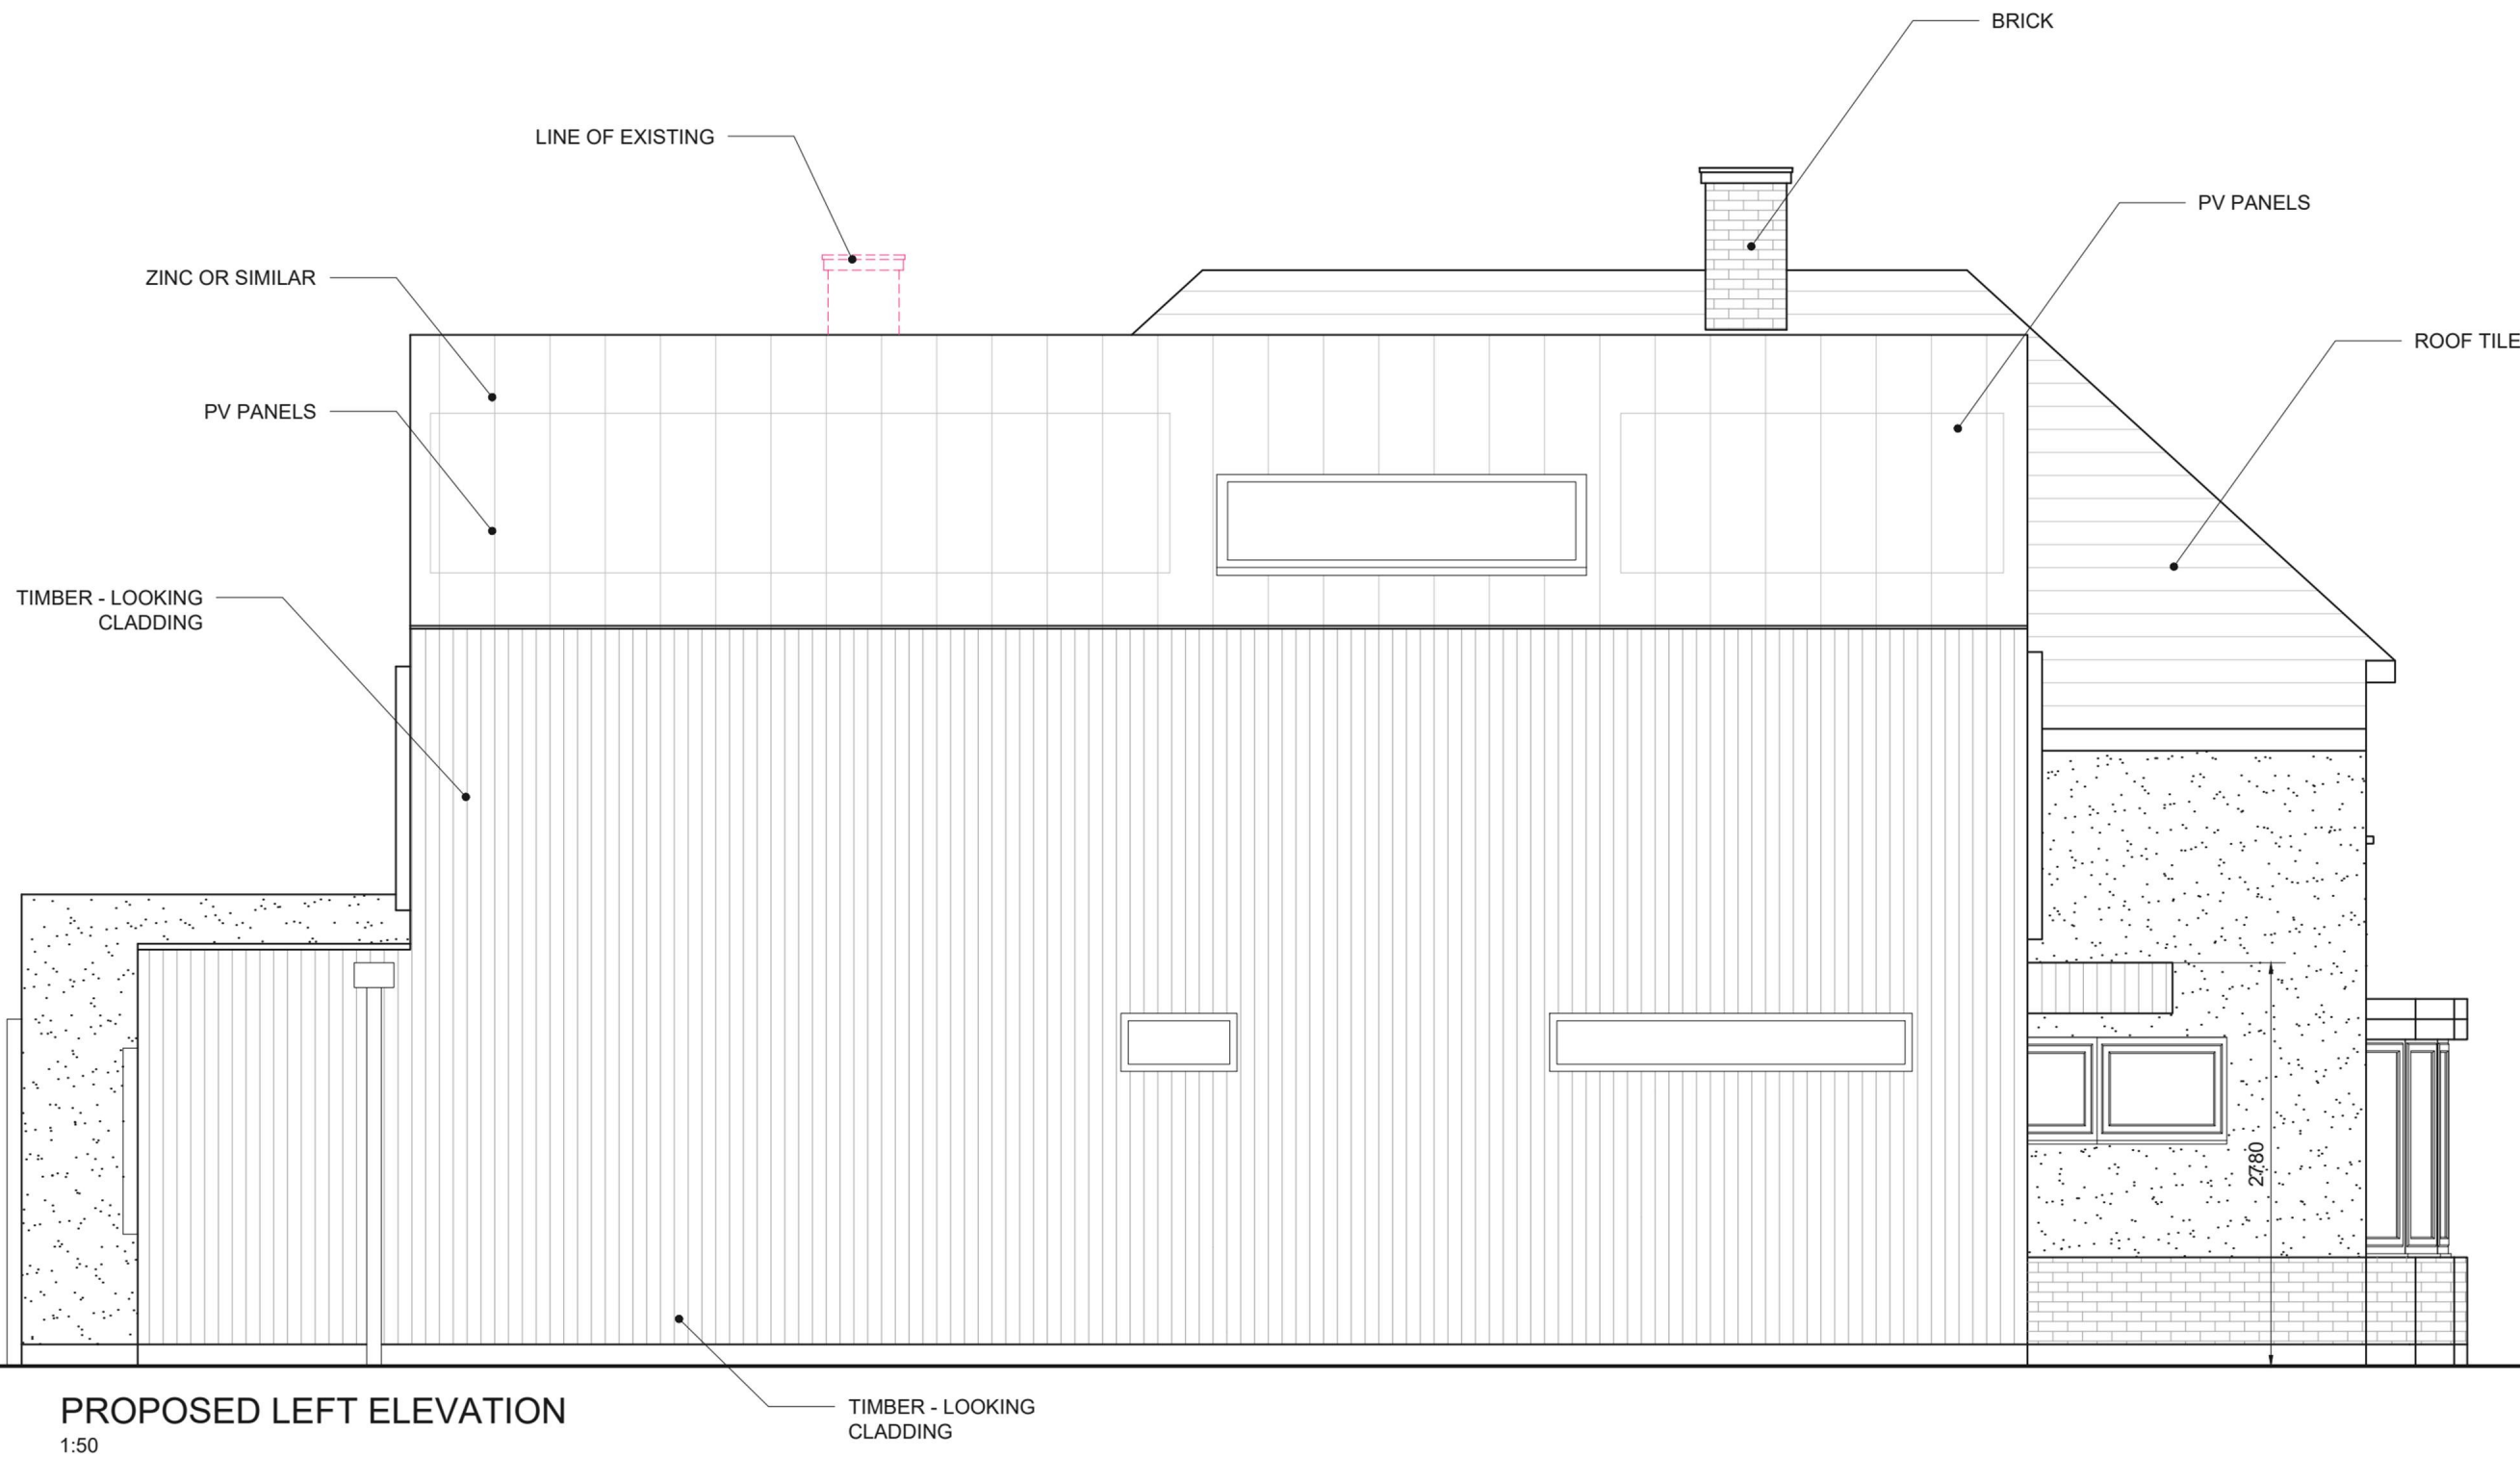 BRICK
LINE OF EXISTING
PV PANELS
ZINC OR SIMILAR
ROOF TILE
PV PANELS
TIMBER - LOOKING
CLADDING
2780
PROPOSED LEFT ELEVATION
1:50
TIMBER - LOOKING
CLADDING